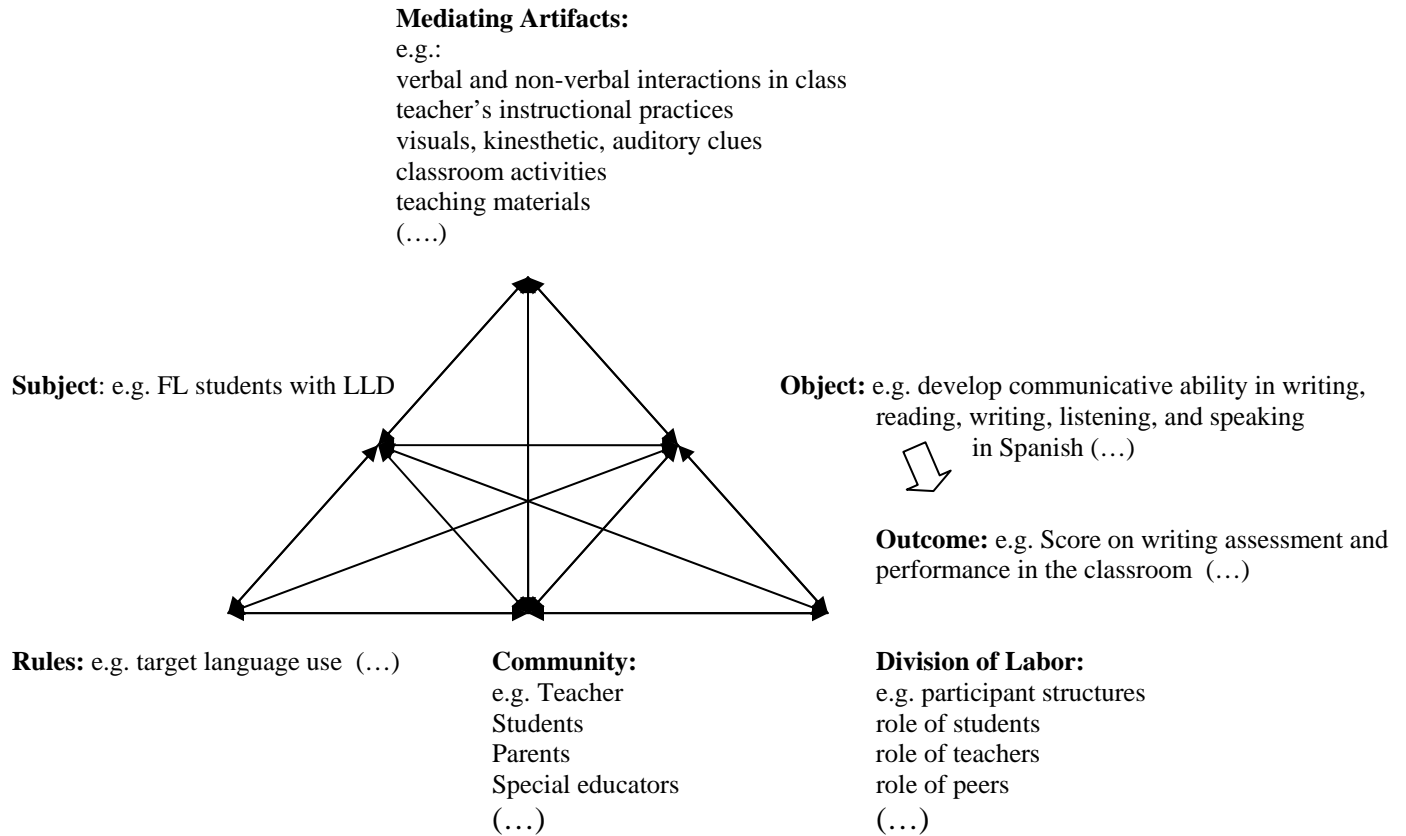 Mediating Artifacts:
e.g.:
verbal and non-verbal interactions in class
teacher’s instructional practices
visuals, kinesthetic, auditory clues
classroom activities
teaching materials
(….)
Subject: e.g. FL students with LLD
Object: e.g. develop communicative ability in writing,
reading, writing, listening, and speaking
in Spanish (…)
Outcome: e.g. Score on writing assessment and
performance in the classroom (…)
Rules: e.g. target language use (…)
Community:
e.g. Teacher
Students
Parents
Special educators
(…)
Division of Labor:
e.g. participant structures
role of students
role of teachers
role of peers
(…)